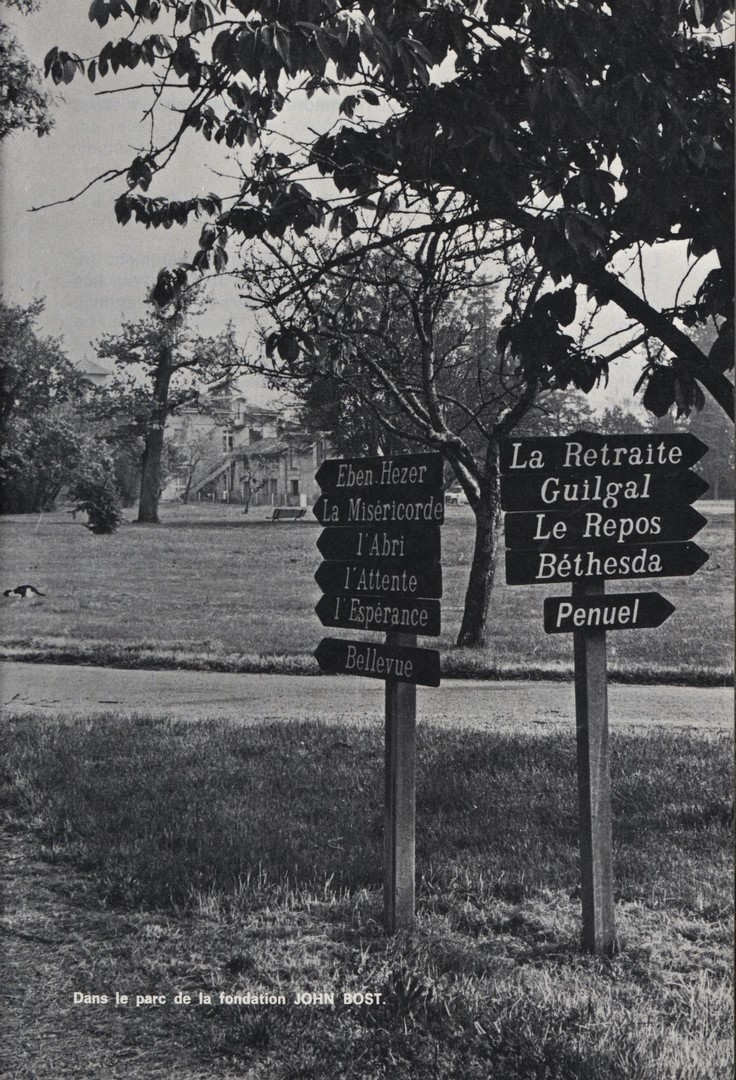 Eben.Hezer
La Miséricorde
l'Abri
l'Attente
l'Espérance
Bellevue
La Retraite
Guilgal
Le Repos
Béthesda
Penuel
Dans le parc de la fondation JOHN BOST.